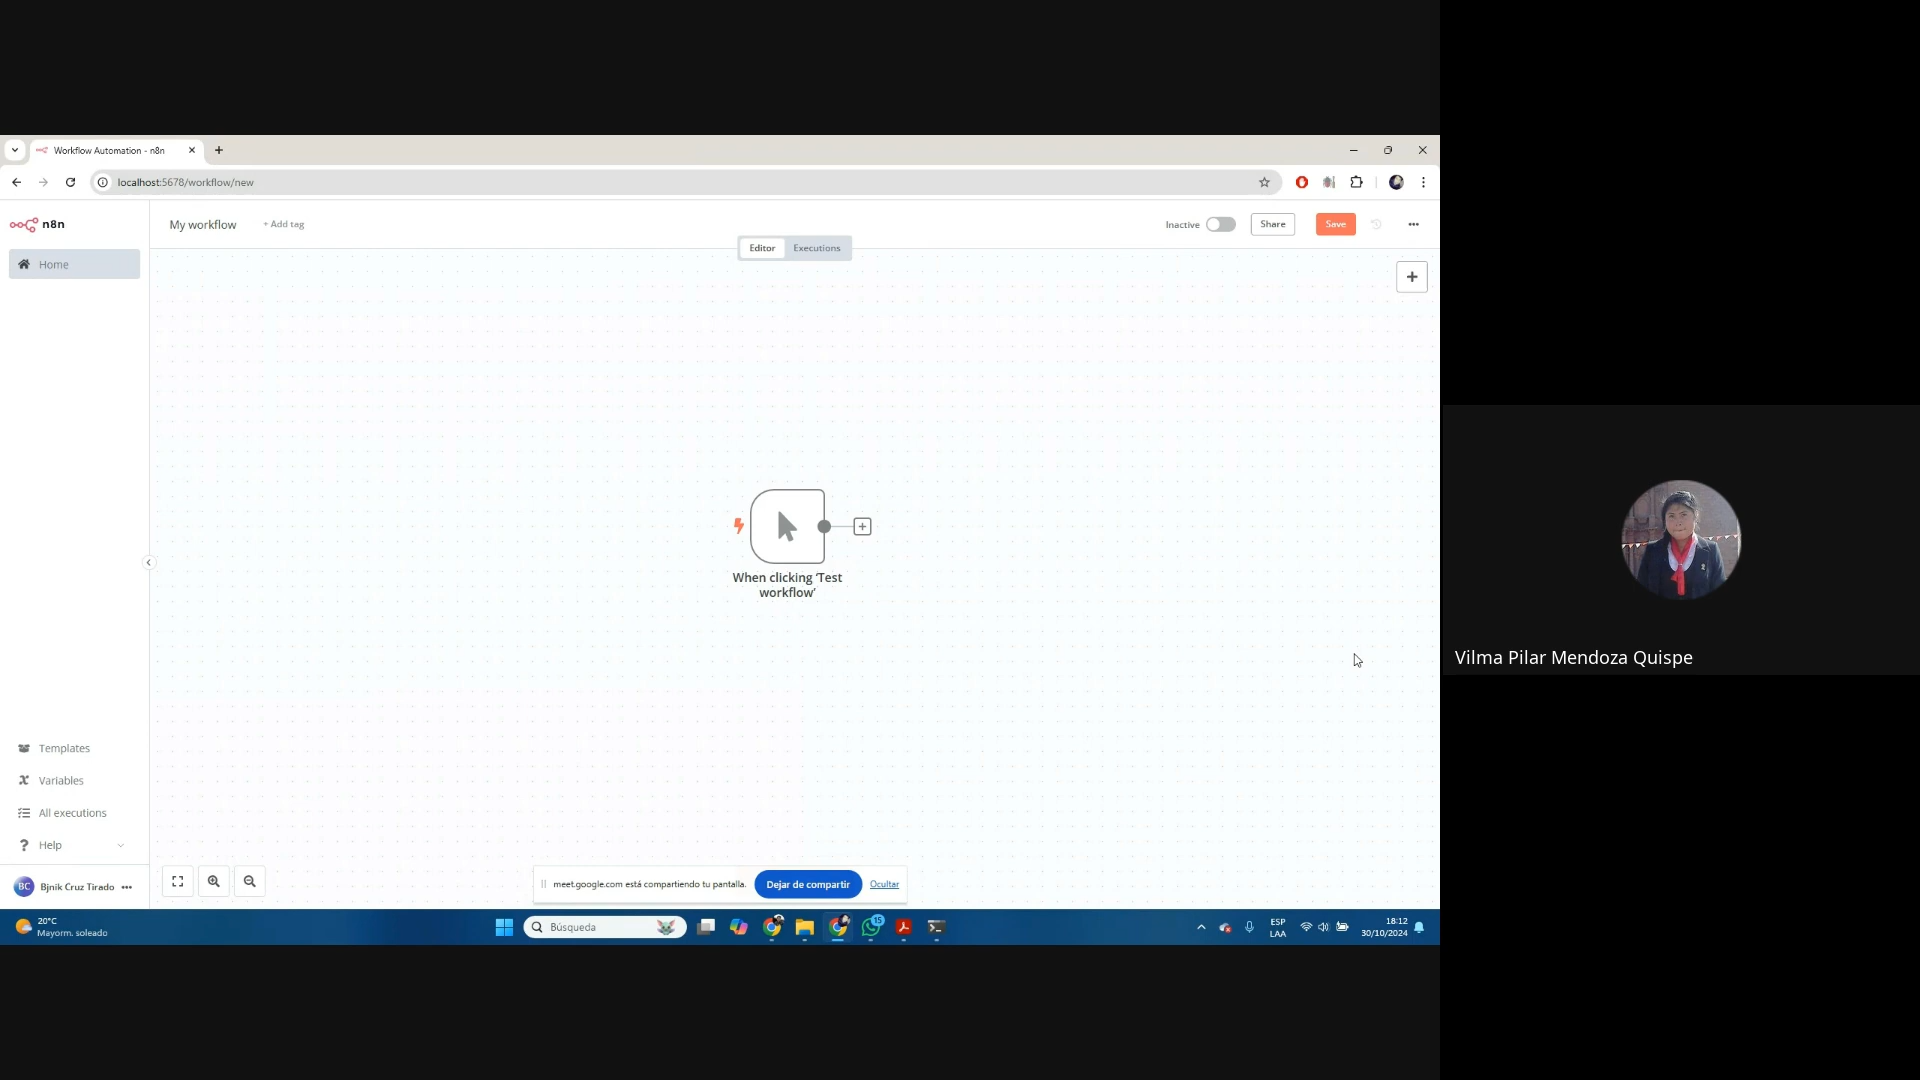 Workflow Automation - n8n
localhost:5678/workflow/new
n8n
My workflow
+ Add tag
Inactive
Share
Save
Editor
Executions
Home
When clicking ‘Test
workflow’
Vilma Pilar Mendoza Quispe
Templates
Variables
All executions
Help
BC
Bjnik Cruz Tirado
meet.google.com está compartiendo tu pantalla.
Dejar de compartir
Ocultar
20°C
Mayorm. soleado
Búsqueda
15
ESP
LAA
18:12
30/10/2024